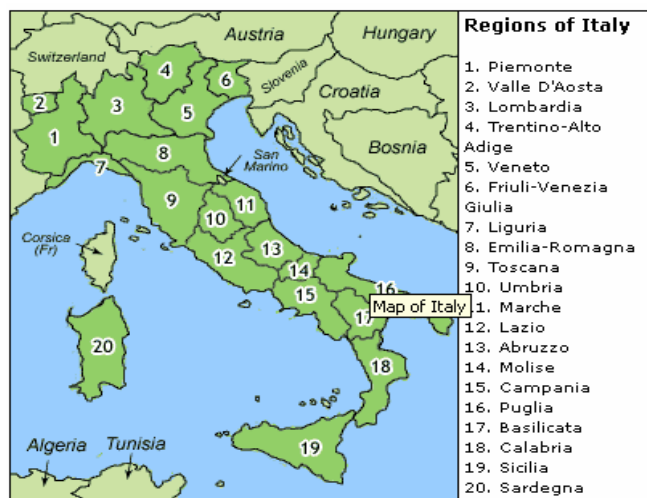 Austria
Hungary
Switzerland
Slovenia
Croatia
Bosnia
San
Marino
Corsica
(Fr)
Algeria
Tunisia
1
2
3
4
5
6
7
8
9
10
11
12
13
14
15
16
17
18
19
20
Map of Italy
Regions of Italy
1. Piemonte
2. Valle D'Aosta
3. Lombardia
4. Trentino-Alto
Adige
5. Veneto
6. Friuli-Venezia
Giulia
7. Liguria
8. Emilia-Romagna
9. Toscana
10. Umbria
11. Marche
12. Lazio
13. Abruzzo
14. Molise
15. Campania
16. Puglia
17. Basilicata
18. Calabria
19. Sicilia
20. Sardegna